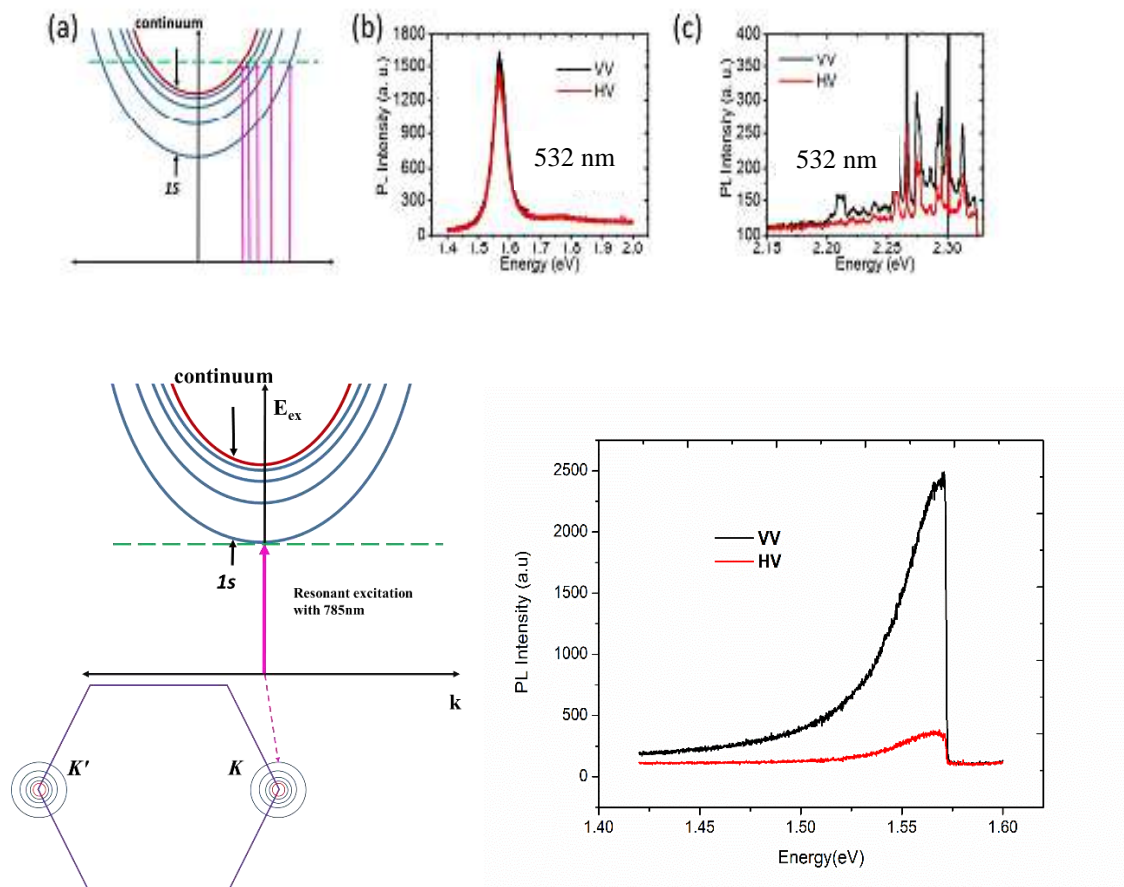 (a)
continuum
1S
(b)
PL Intensity (a. u.)
1800
1500
1200
900
600
300
0
VV
HV
532 nm
1.4 1.5 1.6 1.7 1.8 1.9 2.0
Energy (eV)
(c)
PL Intensity (a. u.)
400
350
300
250
200
150
100
VV
HV
532 nm
2.15 2.20 2.25 2.30
Energy (eV)
continuum
Eex
1s
Resonant excitation
with 785nm
k
K'
K
PL Intensity (a.u)
2500
2000
1500
1000
500
0
VV
HV
1.40 1.45 1.50 1.55 1.60
Energy(eV)